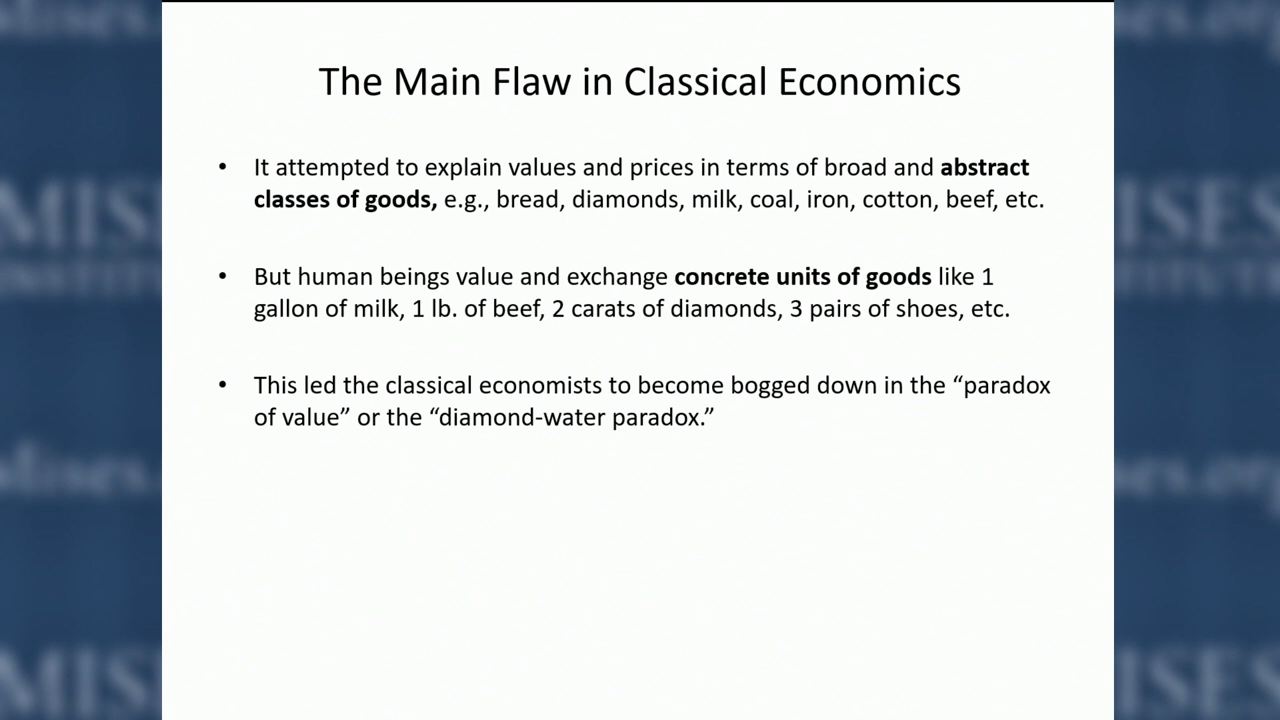 The Main Flaw in Classical Economics
• It attempted to explain values and prices in terms of broad and abstract
classes of goods, e.g., bread, diamonds, milk, coal, iron, cotton, beef, etc.
• But human beings value and exchange concrete units of goods like 1
gallon of milk, 1 lb. of beef, 2 carats of diamonds, 3 pairs of shoes, etc.
• This led the classical economists to become bogged down in the “paradox
of value” or the “diamond-water paradox.”